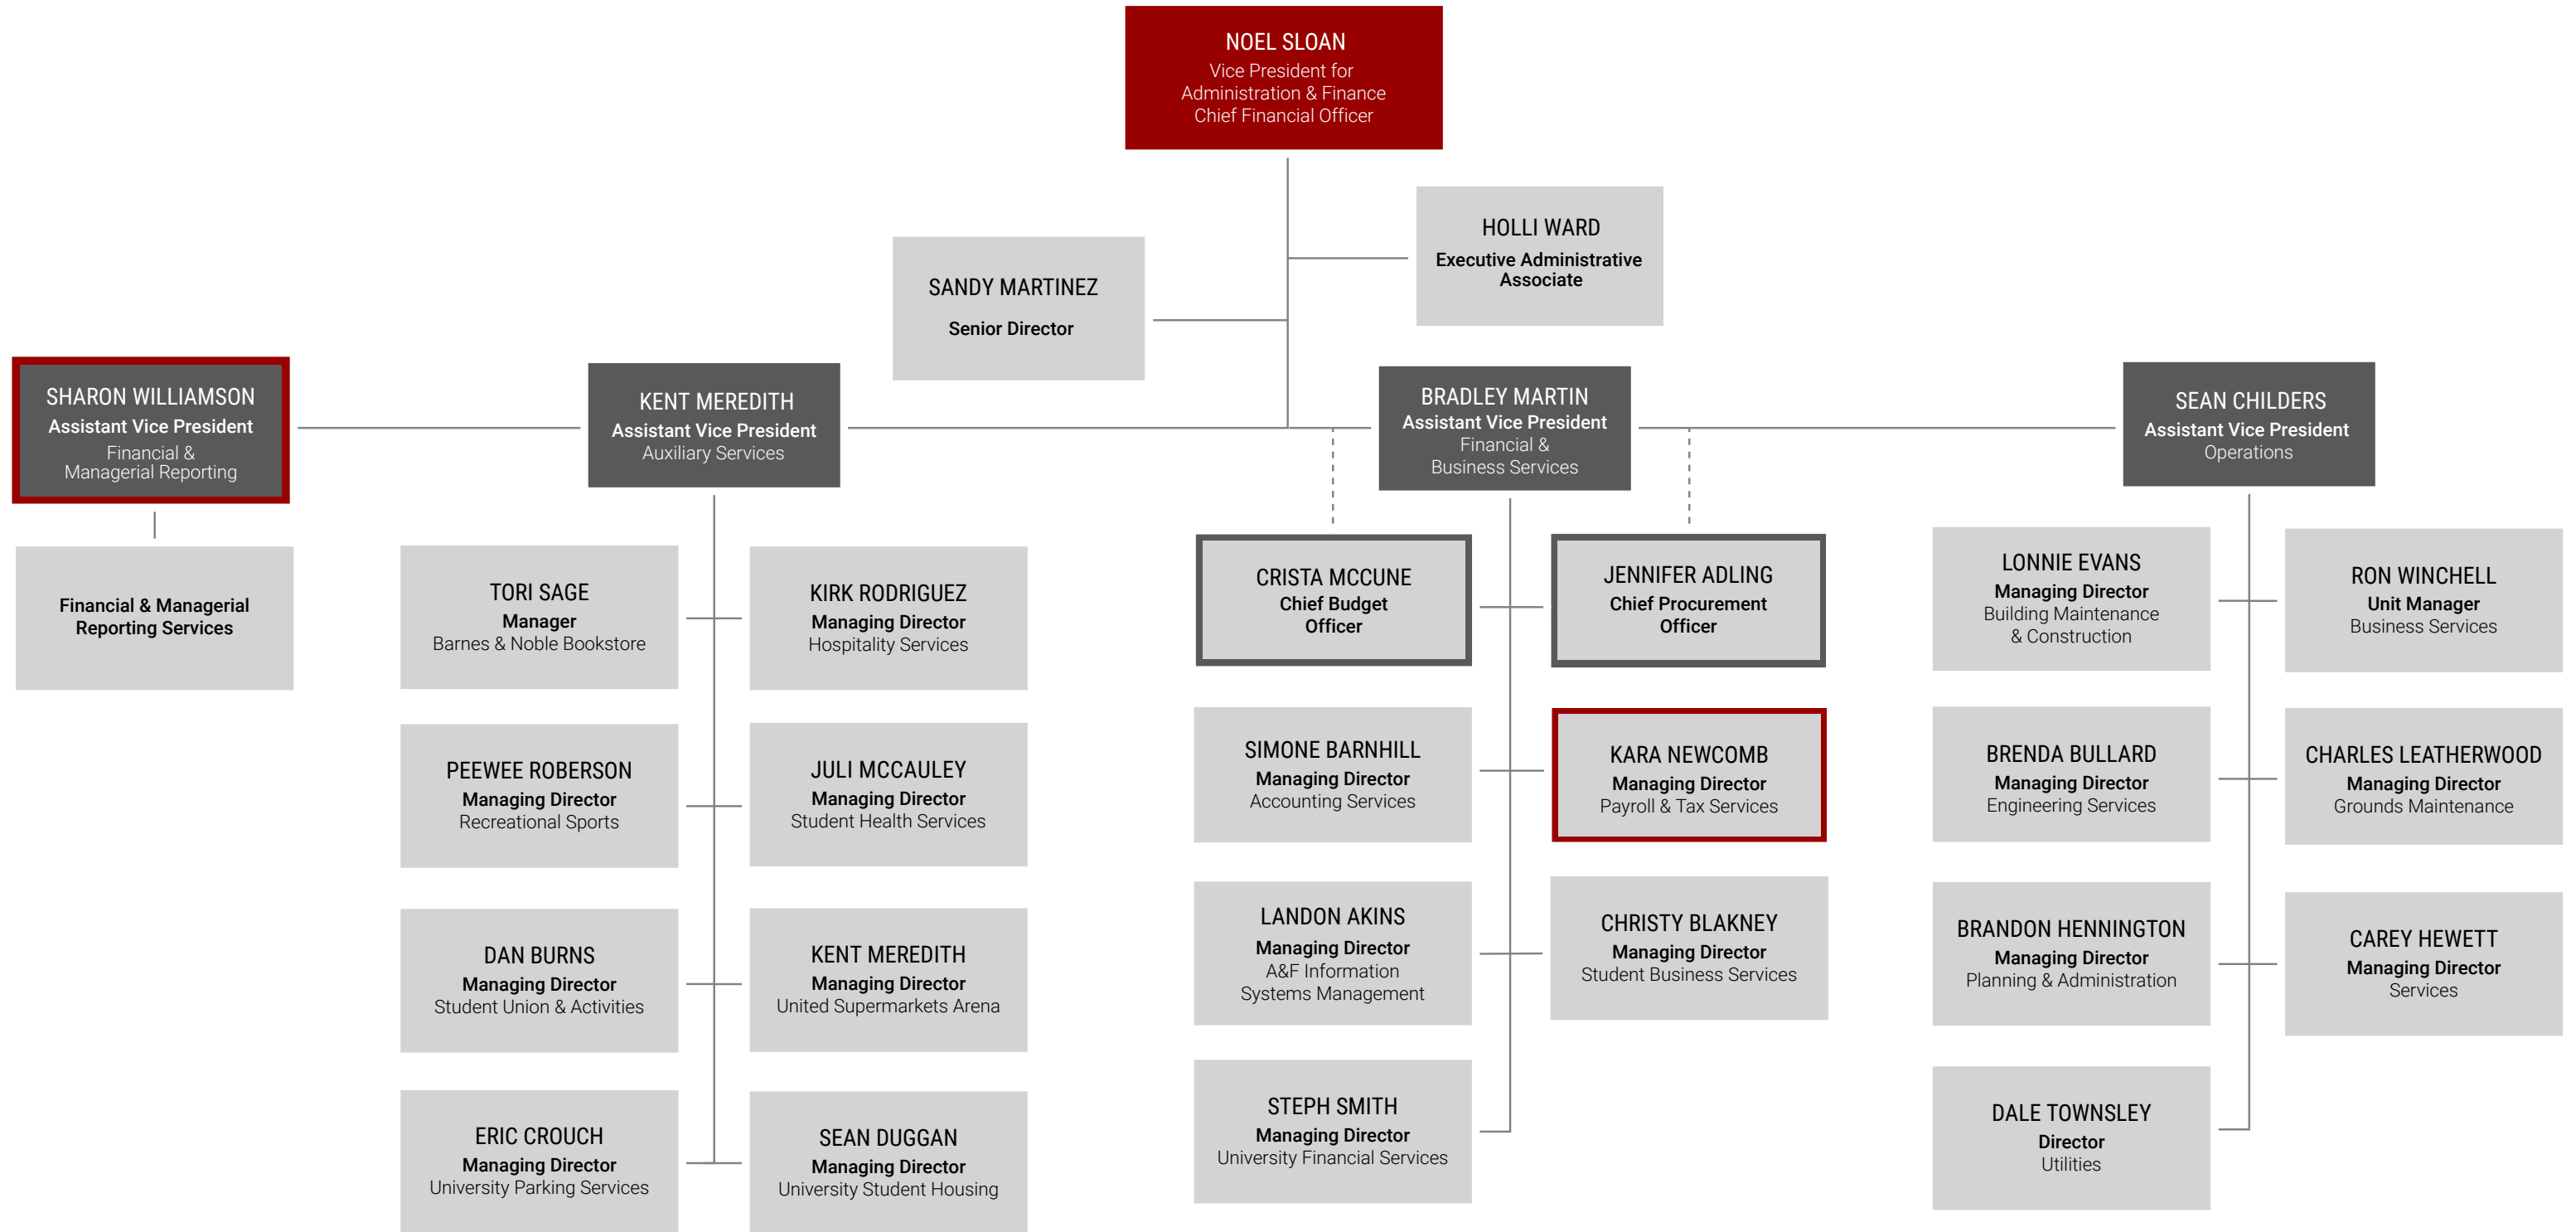 NOEL SLOAN
Vice President for
Administration & Finance
Chief Financial Officer
HOLLI WARD
Executive Administrative
Associate
SANDY MARTINEZ
Senior Director
SHARON WILLIAMSON
Assistant Vice President
Financial &
Managerial Reporting
KENT MEREDITH
Assistant Vice President
Auxiliary Services
BRADLEY MARTIN
Assistant Vice President
Financial &
Business Services
SEAN CHILDERS
Assistant Vice President
Operations
Financial & Managerial
Reporting Services
TORI SAGE
Manager
Barnes & Noble Bookstore
KIRK RODRIGUEZ
Managing Director
Hospitality Services
PEEWEE ROBERSON
Managing Director
Recreational Sports
JULI MCCAULEY
Managing Director
Student Health Services
DAN BURNS
Managing Director
Student Union & Activities
KENT MEREDITH
Managing Director
United Supermarkets Arena
ERIC CROUCH
Managing Director
University Parking Services
SEAN DUGGAN
Managing Director
University Student Housing
CRISTA MCCUNE
Chief Budget
Officer
JENNIFER ADLING
Chief Procurement
Officer
SIMONE BARNHILL
Managing Director
Accounting Services
KARA NEWCOMB
Managing Director
Payroll & Tax Services
LANDON AKINS
Managing Director
A&F Information
Systems Management
CHRISTY BLAKNEY
Managing Director
Student Business Services
STEPH SMITH
Managing Director
University Financial Services
LONNIE EVANS
Managing Director
Building Maintenance
& Construction
RON WINCHELL
Unit Manager
Business Services
BRENDA BULLARD
Managing Director
Engineering Services
CHARLES LEATHERWOOD
Managing Director
Grounds Maintenance
BRANDON HENNINGTON
Managing Director
Planning & Administration
CAREY HEWETT
Managing Director
Services
DALE TOWNSLEY
Director
Utilities